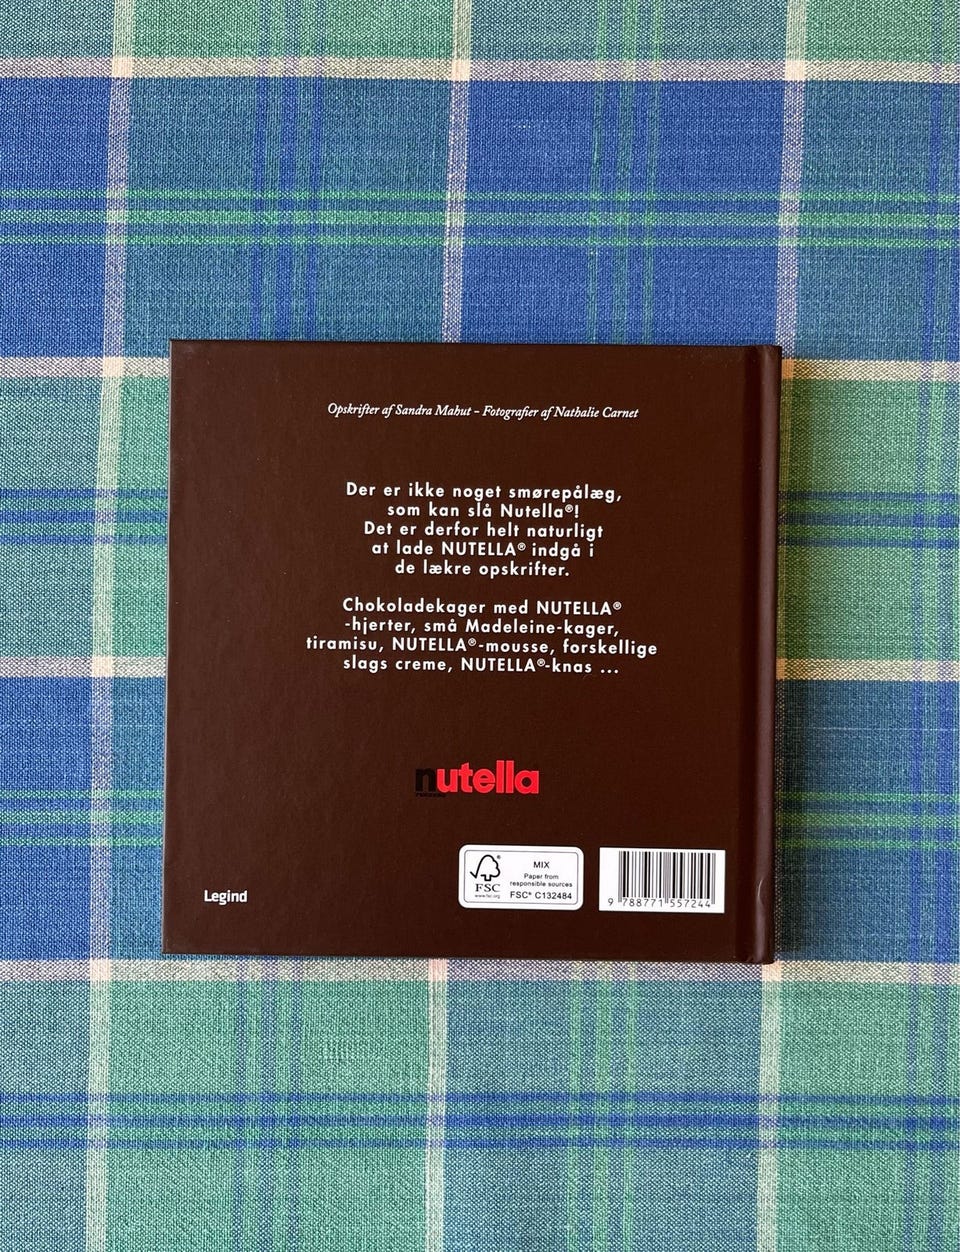 Opskrifter af Sandra Mahut – Fotografier af Nathalie Carnet
Der er ikke noget smørepålæg,
som kan slå Nutella®!
Det er derfor helt naturligt
at lade NUTELLA® indgå i
de lækre opskrifter.
Chokoladekager med NUTELLA®
-hjerter, små Madeleine-kager,
tiramisu, NUTELLA®-mousse, forskellige
slags creme, NUTELLA®-knas ...
nutella
MIX
Paper from
responsible sources
FSC® C132484
FSC
www.fsc.org
9 788771 557244
Legind